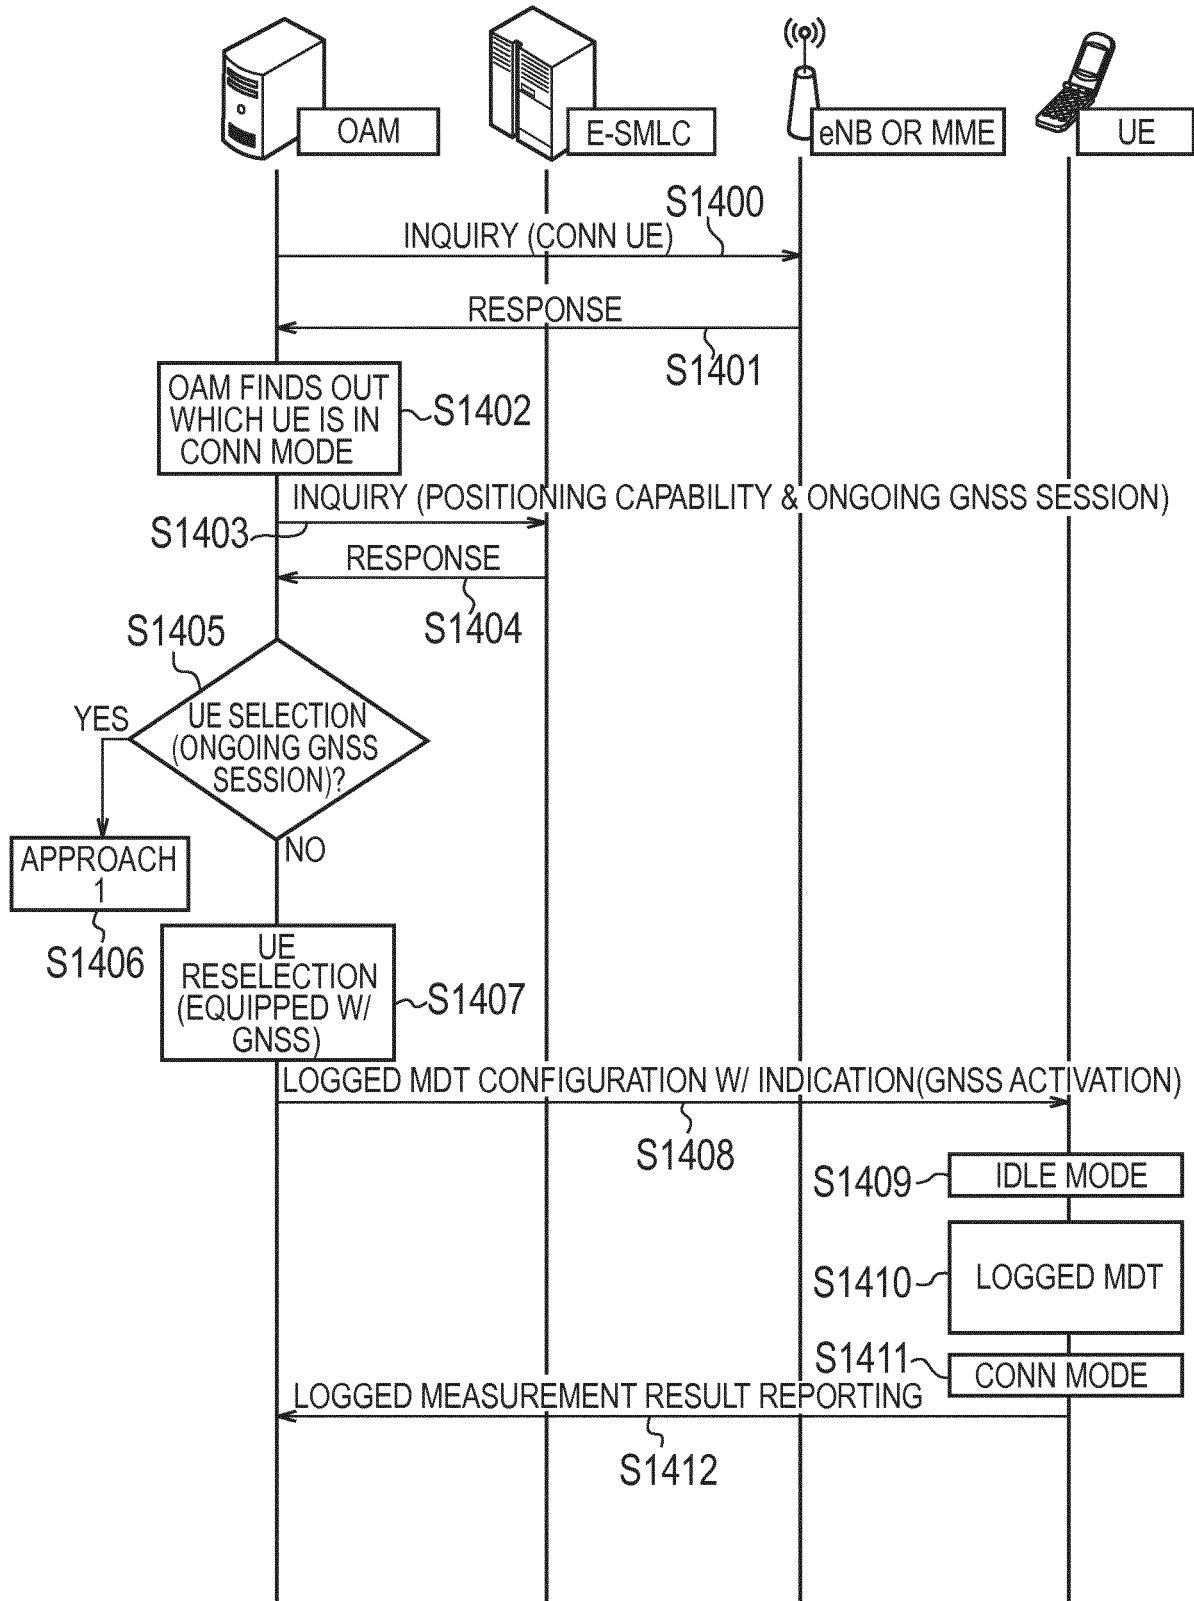 OAM
E-SMLC
eNB OR MME
UE
S1400
INQUIRY (CONN UE)
RESPONSE
S1401
OAM FINDS OUT
WHICH UE IS IN
CONN MODE
S1402
INQUIRY (POSITIONING CAPABILITY & ONGOING GNSS SESSION)
S1403
RESPONSE
S1404
S1405
YES
UE SELECTION
(ONGOING GNSS
SESSION)?
NO
APPROACH
1
S1406
UE
RESELECTION
(EQUIPPED W/
GNSS)
S1407
LOGGED MDT CONFIGURATION W/ INDICATION(GNSS ACTIVATION)
S1408
S1409
IDLE MODE
S1410
LOGGED MDT
S1411
CONN MODE
LOGGED MEASUREMENT RESULT REPORTING
S1412